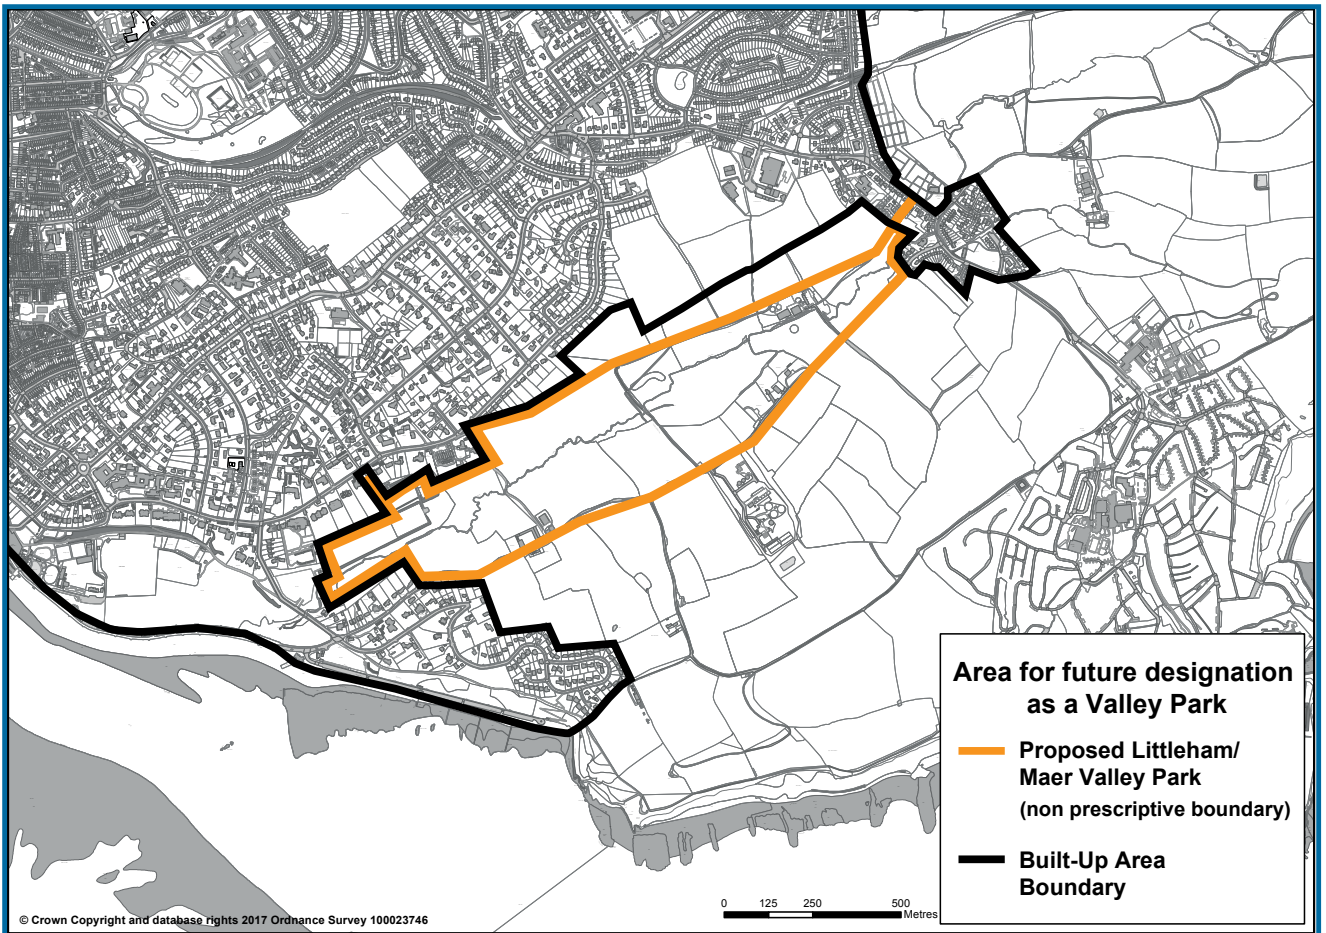 Area for future designation
as a Valley Park
Proposed Littleham/
Maer Valley Park
(non prescriptive boundary)
Built-Up Area
Boundary
0 125 250 500
Metres
© Crown Copyright and database rights 2017 Ordnance Survey 100023746